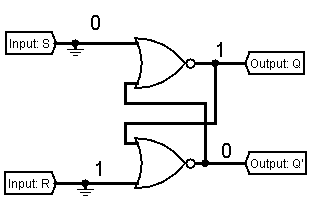 0
Input: S
1
Output: Q
1
0
Input: R
Output: Q'